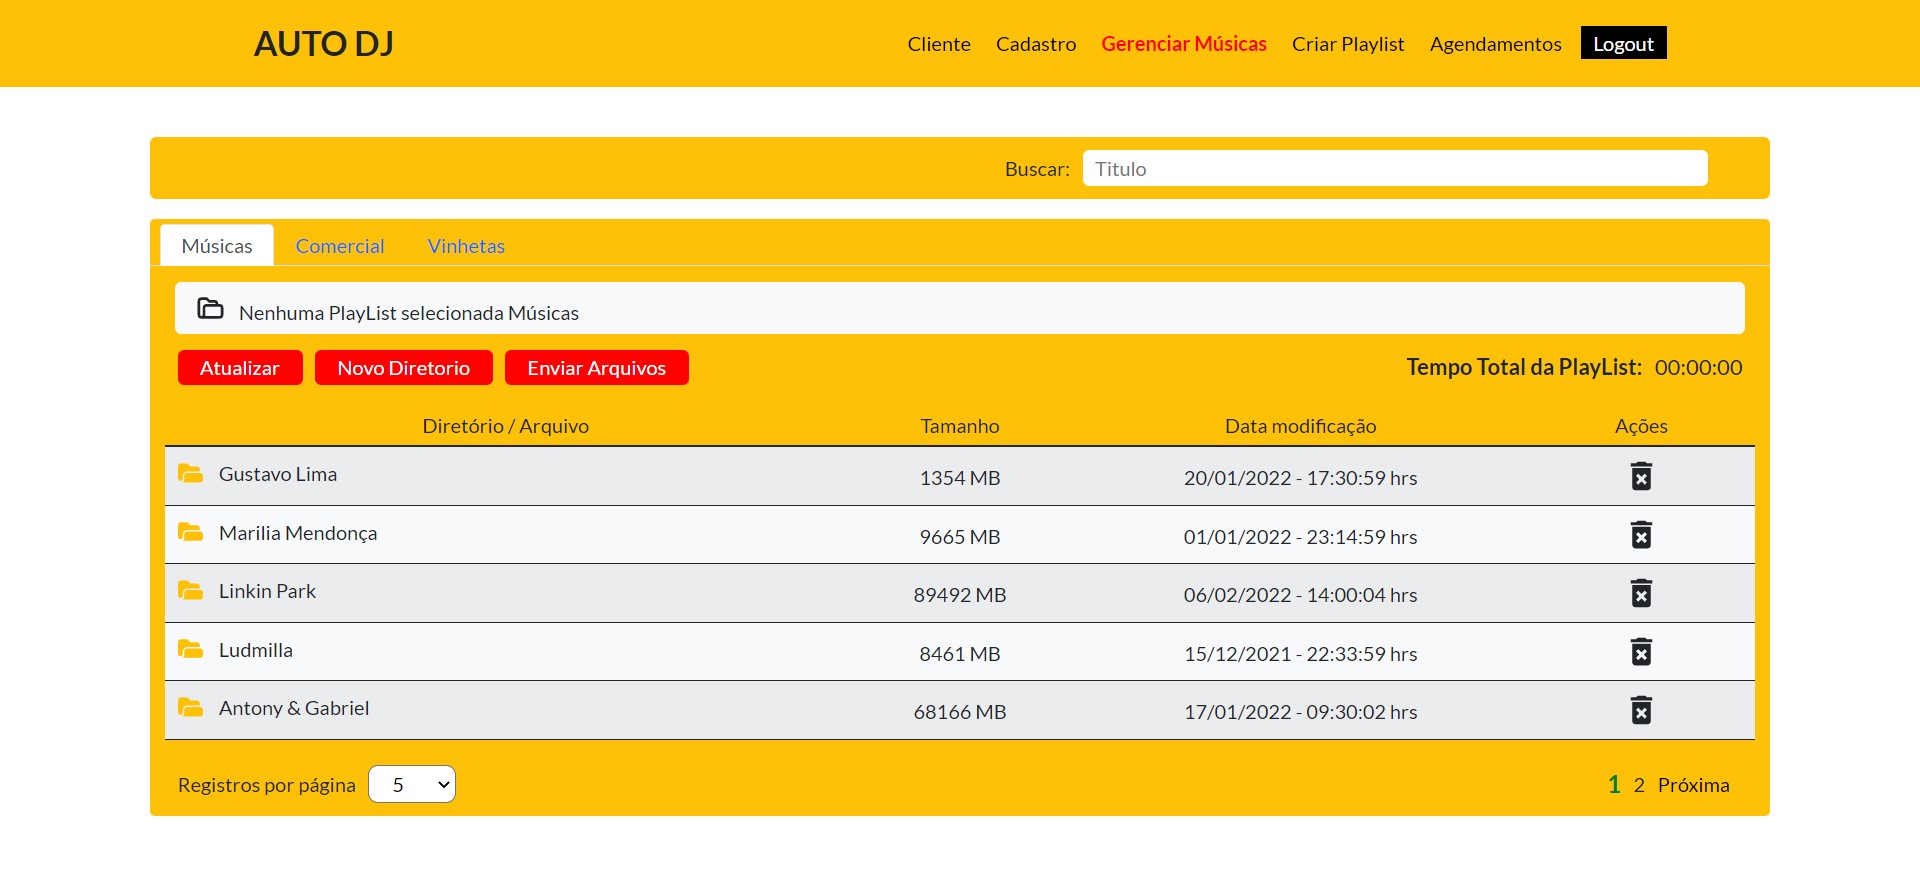 AUTO DJ
Cliente Cadastro Gerenciar Músicas Criar Playlist Agendamentos Logout
Buscar: Titulo
Músicas Comercial Vinhetas
Nenhuma PlayList selecionada Músicas
Atualizar Novo Diretorio Enviar Arquivos Tempo Total da PlayList: 00:00:00
Diretório / Arquivo Tamanho Data modificação Ações
Gustavo Lima 1354 MB 20/01/2022 - 17:30:59 hrs
Marilia Mendonça 9665 MB 01/01/2022 - 23:14:59 hrs
Linkin Park 89492 MB 06/02/2022 - 14:00:04 hrs
Ludmilla 8461 MB 15/12/2021 - 22:33:59 hrs
Antony & Gabriel 68166 MB 17/01/2022 - 09:30:02 hrs
Registros por página 5 1 2 Próxima